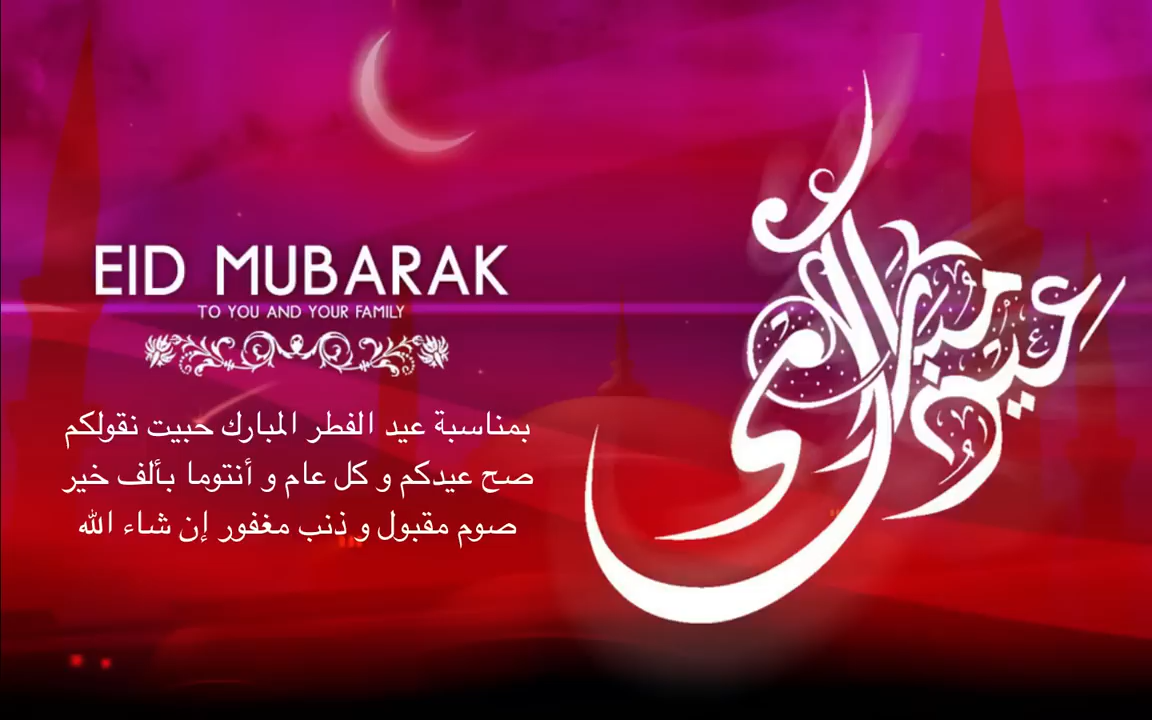 EID MUBARAK
TO YOU AND YOUR FAMILY
بمناسبة عيد الفطر المبارك حبيت نقولكم
صح عيدكم و كل عام و أنتوما بألف خير
صوم مقبول و ذنب مغفور إن شاء الله
عيد مبارك